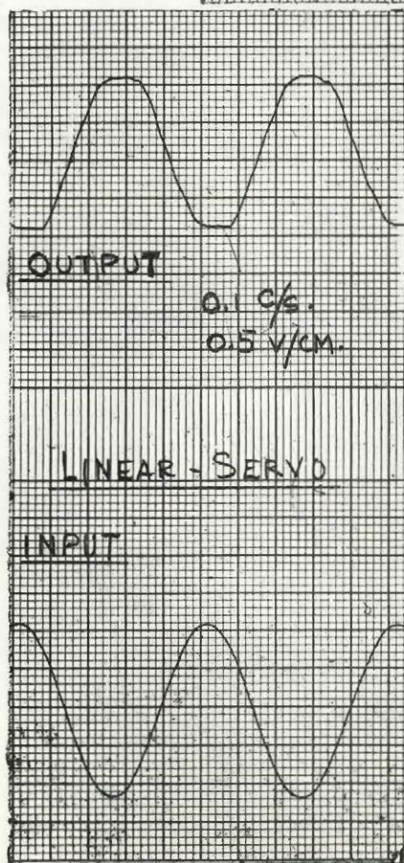 OUTPUT
0.1 C/S.
0.5 V/CM.
LINEAR - SERVO
INPUT